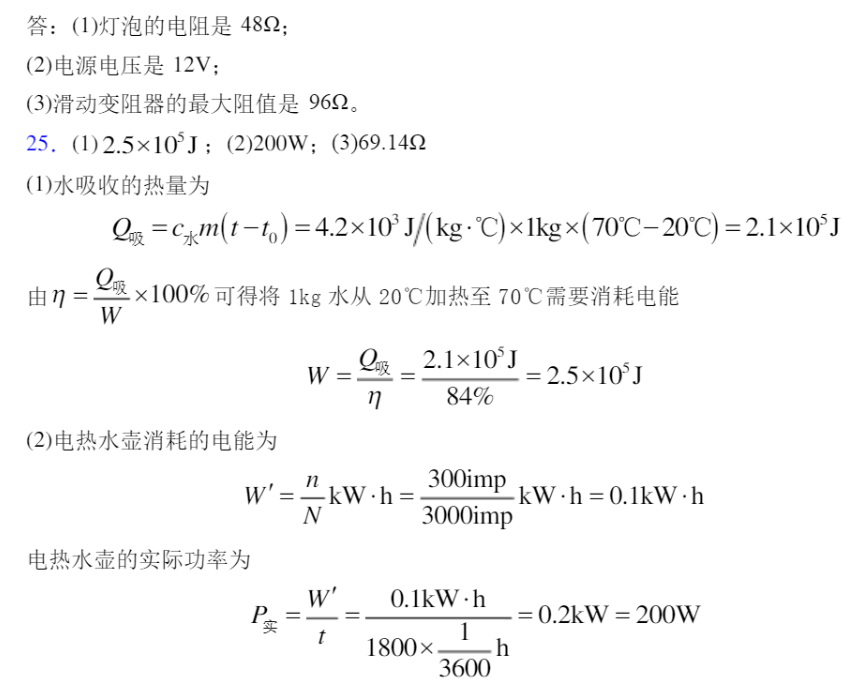 答：(1)灯泡的电阻是 48Ω；
(2)电源电压是 12V；
(3)滑动变阻器的最大阻值是 96Ω。
25．(1) 2.5×10⁵ J ；(2)200W；(3)69.14Ω
(1)水吸收的热量为
Q吸 = c水m(t−t₀) = 4.2×10³ J/(kg·℃)×1kg×(70℃−20℃) = 2.1×10⁵J
由 η = Q吸/W ×100% 可得将 1kg 水从 20℃加热至 70℃需要消耗电能
W = Q吸/η = 2.1×10⁵J/84% = 2.5×10⁵J
(2)电热水壶消耗的电能为
W′ = n/N kW·h = 300imp/3000imp kW·h = 0.1kW·h
电热水壶的实际功率为
P实 = W′/t = 0.1kW·h/(1800×1/3600 h) = 0.2kW = 200W